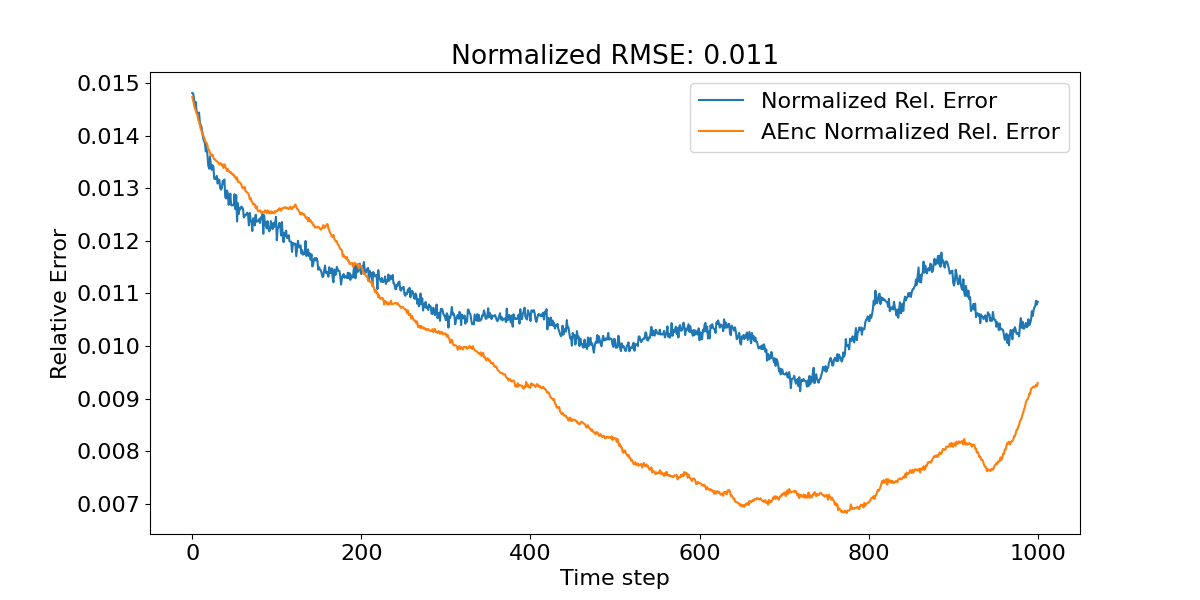 Normalized RMSE: 0.011
Normalized Rel. Error
AEnc Normalized Rel. Error
0.015
0.014
0.013
0.012
0.011
0.010
0.009
0.008
0.007
Relative Error
0 200 400 600 800 1000
Time step